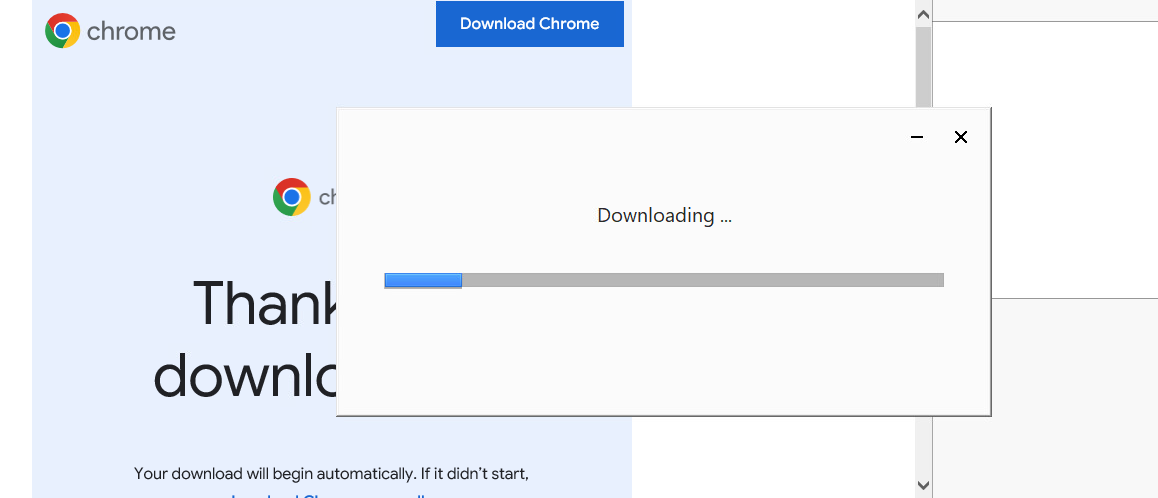 chrome
Download Chrome
Downloading ...
Thank
downlo
Your download will begin automatically. If it didn't start,